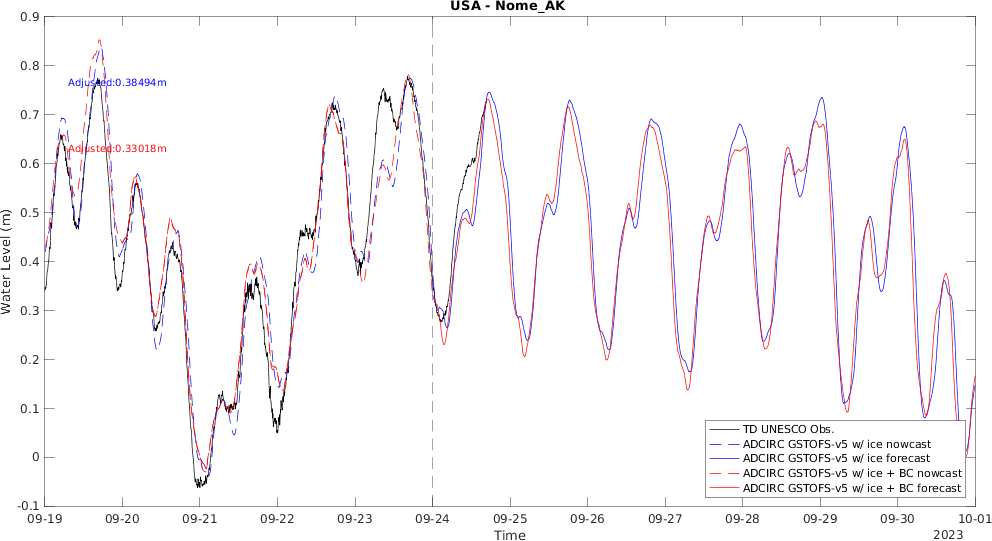 USA - Nome_AK
0.9
0.8
0.7
0.6
0.5
0.4
0.3
0.2
0.1
0
-0.1
Water Level (m)
Adjusted:0.38494m
Adjusted:0.33018m
TD UNESCO Obs.
ADCIRC GSTOFS-v5 w/ ice nowcast
ADCIRC GSTOFS-v5 w/ ice forecast
ADCIRC GSTOFS-v5 w/ ice + BC nowcast
ADCIRC GSTOFS-v5 w/ ice + BC forecast
09-19 09-20 09-21 09-22 09-23 09-24 09-25 09-26 09-27 09-28 09-29 09-30 10-01
Time
2023